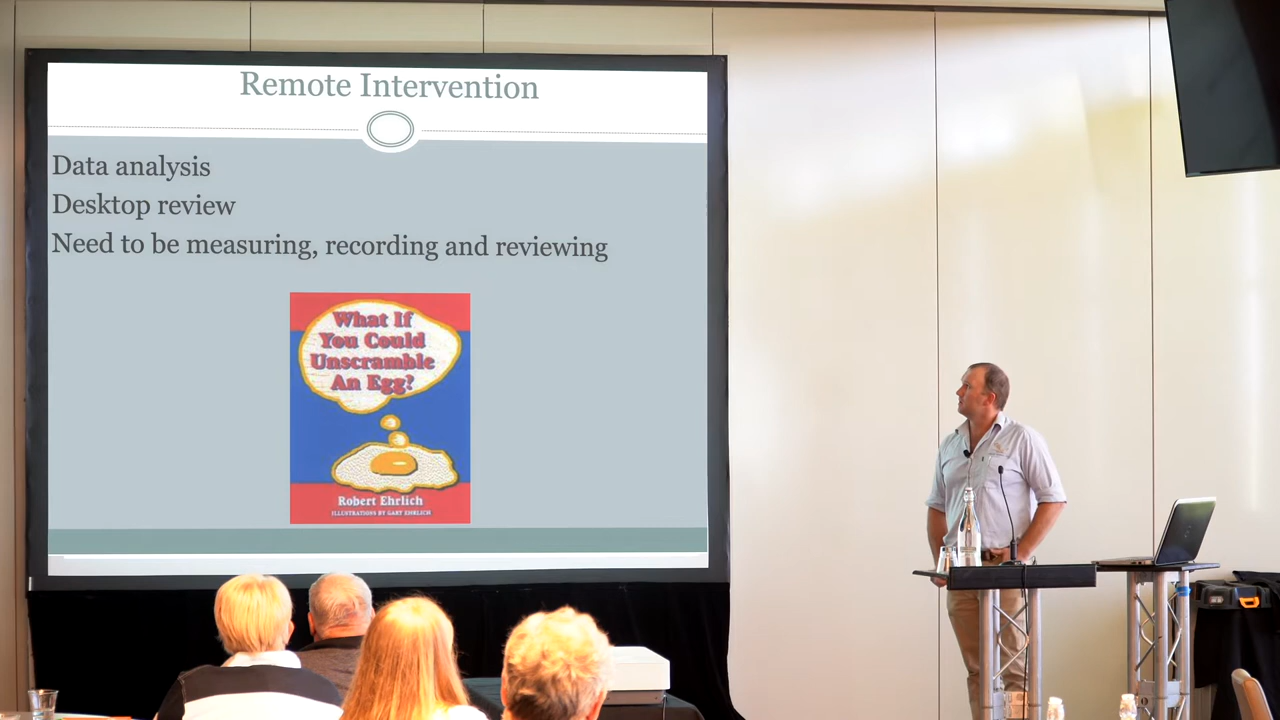 Remote Intervention
Data analysis
Desktop review
Need to be measuring, recording and reviewing
What If
You Could
Unscramble
An Egg?
Robert Ehrlich
ILLUSTRATIONS BY GARY EHRLICH